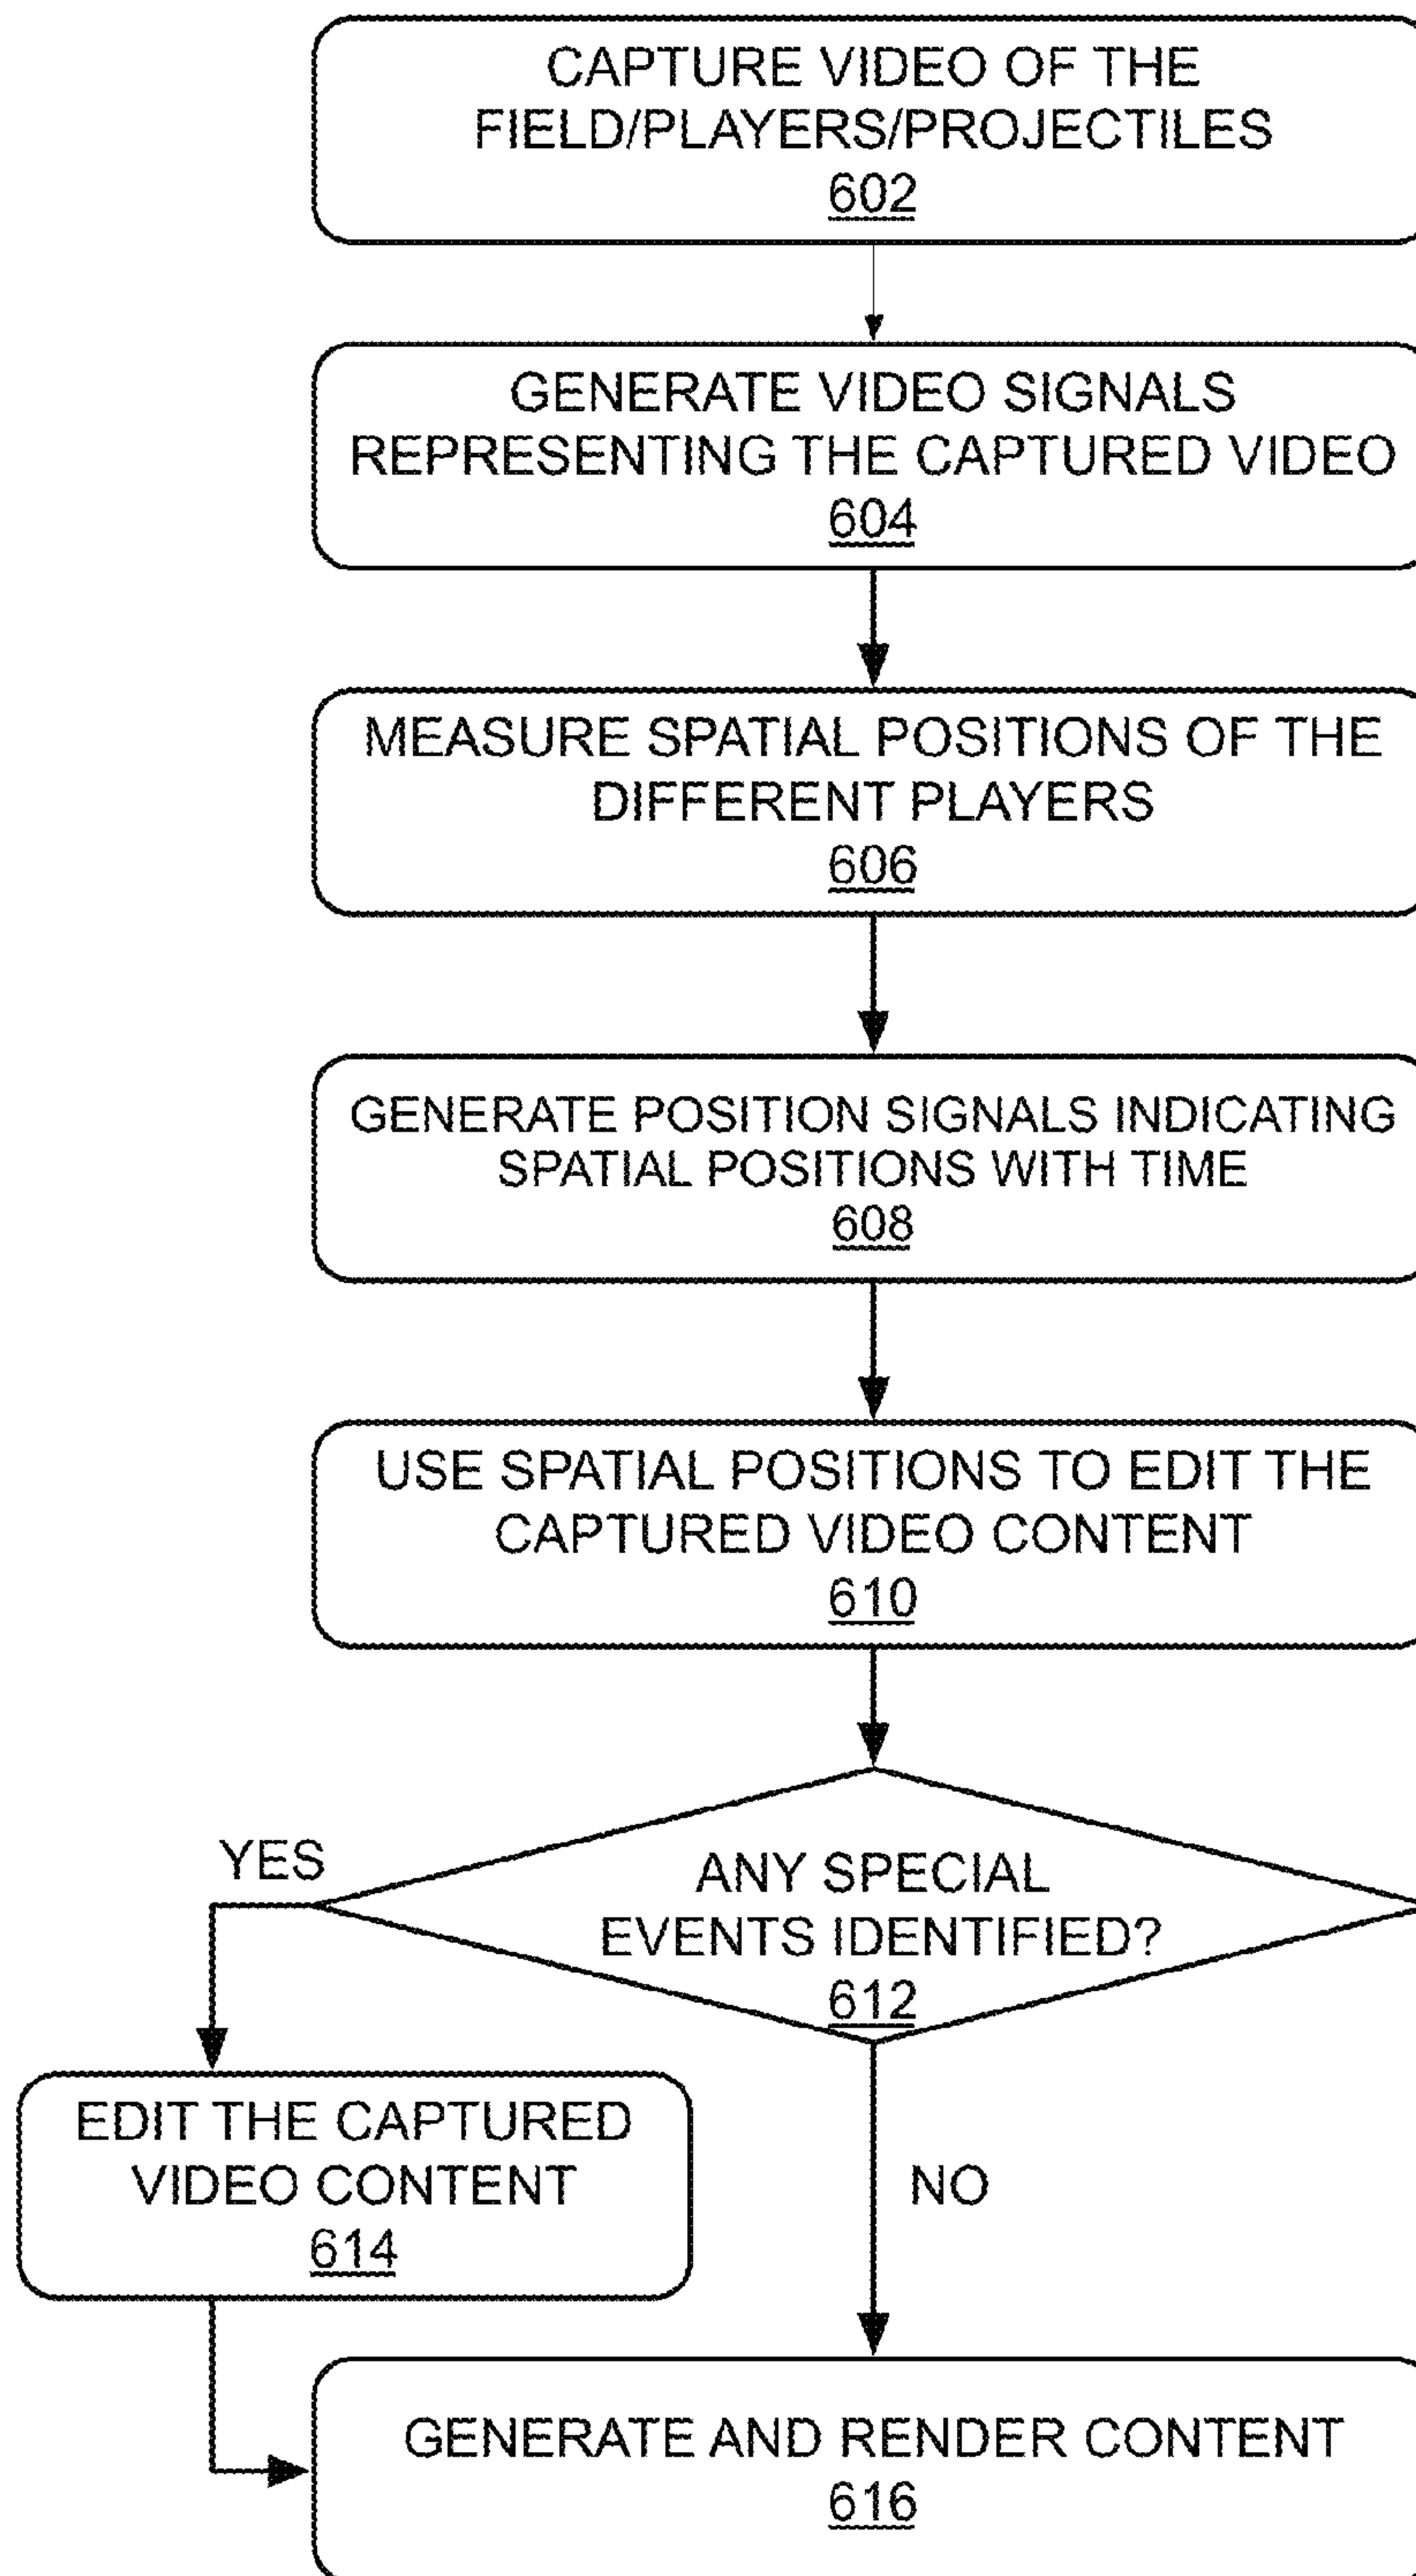 CAPTURE VIDEO OF THE
FIELD/PLAYERS/PROJECTILES
602
GENERATE VIDEO SIGNALS
REPRESENTING THE CAPTURED VIDEO
604
MEASURE SPATIAL POSITIONS OF THE
DIFFERENT PLAYERS
606
GENERATE POSITION SIGNALS INDICATING
SPATIAL POSITIONS WITH TIME
608
USE SPATIAL POSITIONS TO EDIT THE
CAPTURED VIDEO CONTENT
610
YES
ANY SPECIAL
EVENTS IDENTIFIED?
612
EDIT THE CAPTURED
VIDEO CONTENT
614
NO
GENERATE AND RENDER CONTENT
616